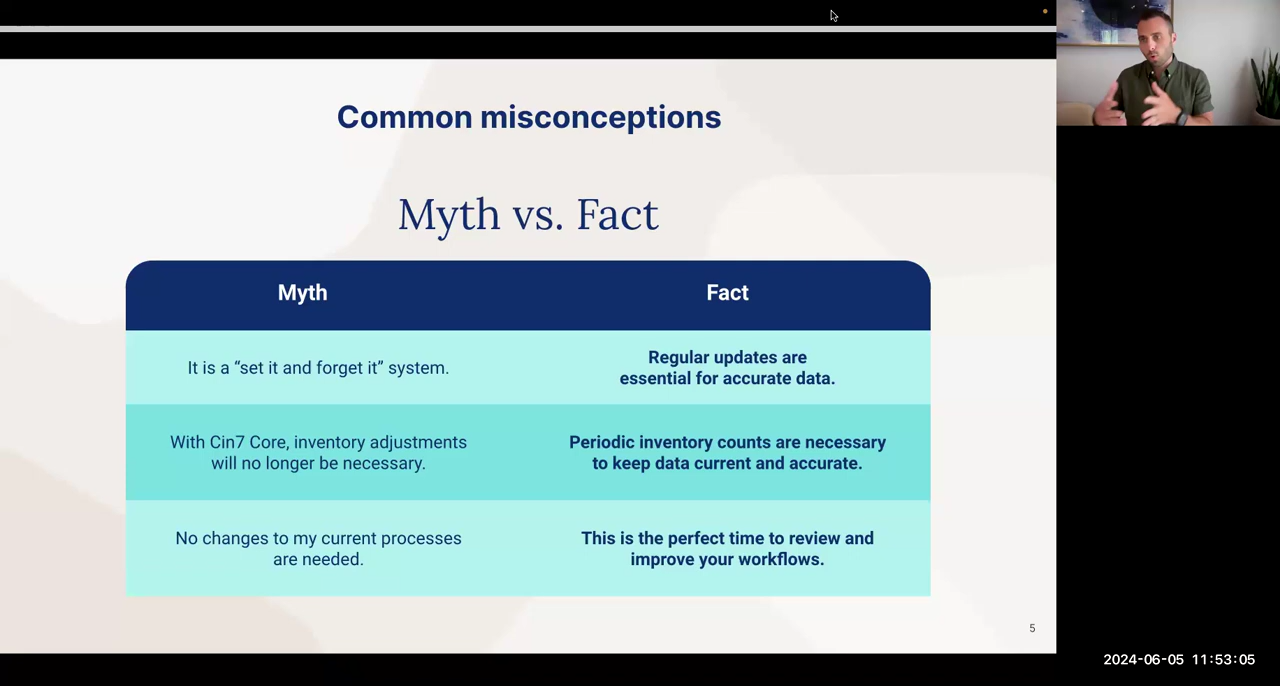 Common misconceptions
Myth vs. Fact
Myth
Fact
It is a “set it and forget it” system.
Regular updates are
essential for accurate data.
With Cin7 Core, inventory adjustments
will no longer be necessary.
Periodic inventory counts are necessary
to keep data current and accurate.
No changes to my current processes
are needed.
This is the perfect time to review and
improve your workflows.
5
2024-06-05 11:53:05